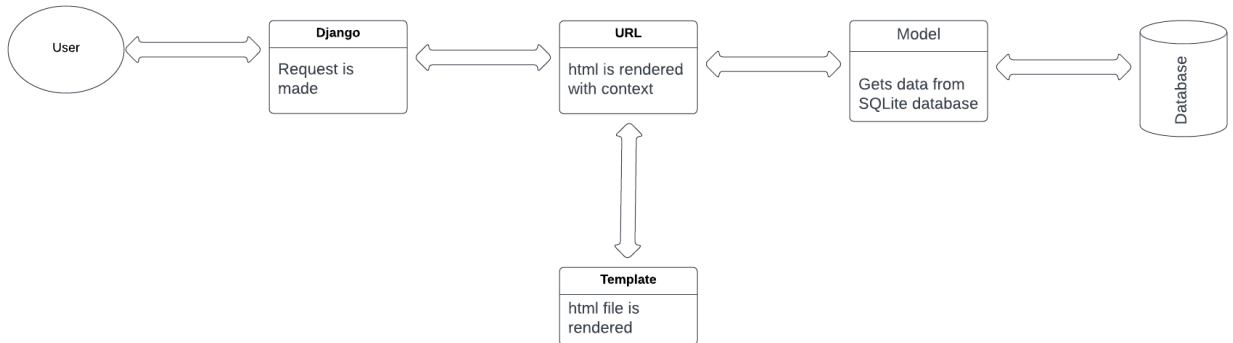 User
Django
Request is
made
URL
html is rendered
with context
Model
Gets data from
SQLite database
Database
Template
html file is
rendered